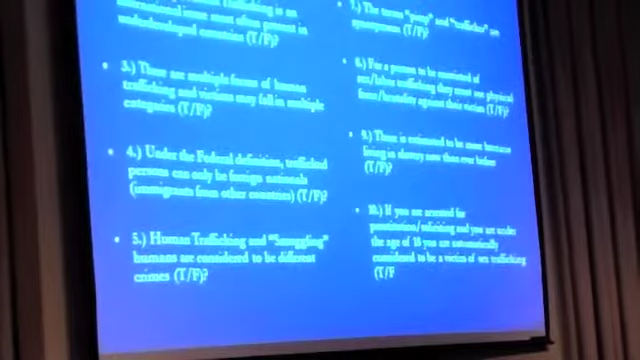 Trafficking is an
international issue most often present in
underdeveloped countries (T/F)?
3.) There are multiple forms of human
trafficking and victims may fall in multiple
categories (T/F)?
4.) Under the Federal definition, trafficked
persons can only be foreign nationals
(immigrants from other countries) (T/F)?
5.) Human Trafficking and "Smuggling"
humans are considered to be different
crimes (T/F)?
7.) The terms "pimp" and "trafficker" are
synonymous (T/F)?
8.) For a person to be convicted of
sex/labor trafficking they must use physical
force/brutality against their victim (T/F)?
9.) There is estimated to be more humans
living in slavery now than ever before
(T/F)?
10.) If you are arrested for
prostitution/soliciting and you are under
the age of 18 you are automatically
considered to be a victim of sex trafficking
(T/F